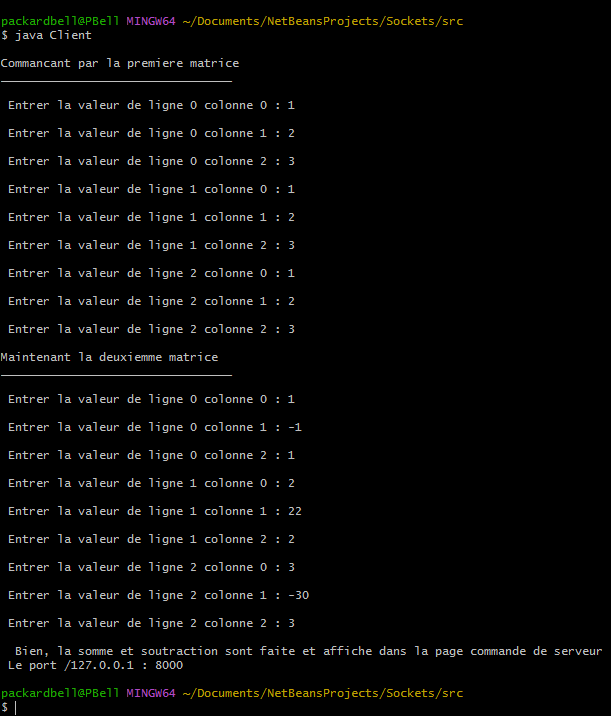 packardbell@PBell MINGW64 ~/Documents/NetBeansProjects/Sockets/src
$ java Client
Commancant par la premiere matrice
Entrer la valeur de ligne 0 colonne 0 : 1
Entrer la valeur de ligne 0 colonne 1 : 2
Entrer la valeur de ligne 0 colonne 2 : 3
Entrer la valeur de ligne 1 colonne 0 : 1
Entrer la valeur de ligne 1 colonne 1 : 2
Entrer la valeur de ligne 1 colonne 2 : 3
Entrer la valeur de ligne 2 colonne 0 : 1
Entrer la valeur de ligne 2 colonne 1 : 2
Entrer la valeur de ligne 2 colonne 2 : 3
Maintenant la deuxiemme matrice
Entrer la valeur de ligne 0 colonne 0 : 1
Entrer la valeur de ligne 0 colonne 1 : -1
Entrer la valeur de ligne 0 colonne 2 : 1
Entrer la valeur de ligne 1 colonne 0 : 2
Entrer la valeur de ligne 1 colonne 1 : 22
Entrer la valeur de ligne 1 colonne 2 : 2
Entrer la valeur de ligne 2 colonne 0 : 3
Entrer la valeur de ligne 2 colonne 1 : -30
Entrer la valeur de ligne 2 colonne 2 : 3
Bien, la somme et soutraction sont faite et affiche dans la page commande de serveur
Le port /127.0.0.1 : 8000
packardbell@PBell MINGW64 ~/Documents/NetBeansProjects/Sockets/src
$